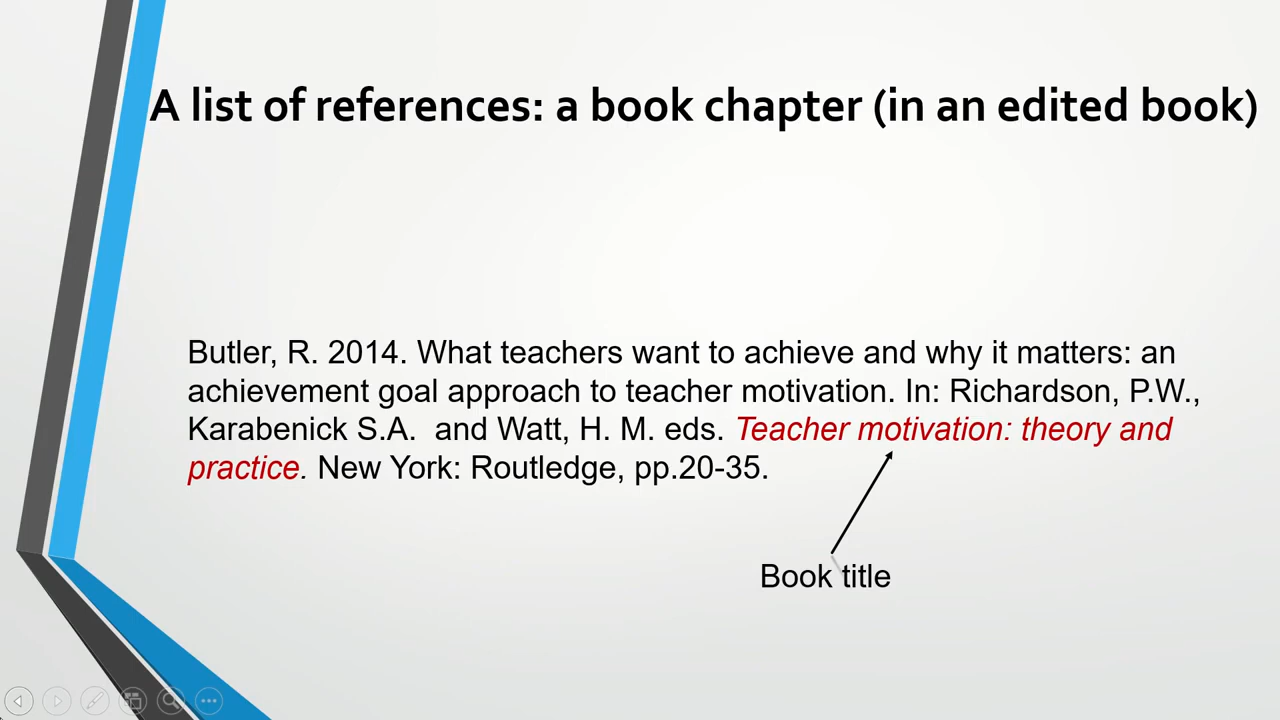 A list of references: a book chapter (in an edited book)
Butler, R. 2014. What teachers want to achieve and why it matters: an
achievement goal approach to teacher motivation. In: Richardson, P.W.,
Karabenick S.A.  and Watt, H. M. eds. Teacher motivation: theory and
practice. New York: Routledge, pp.20-35.
Book title